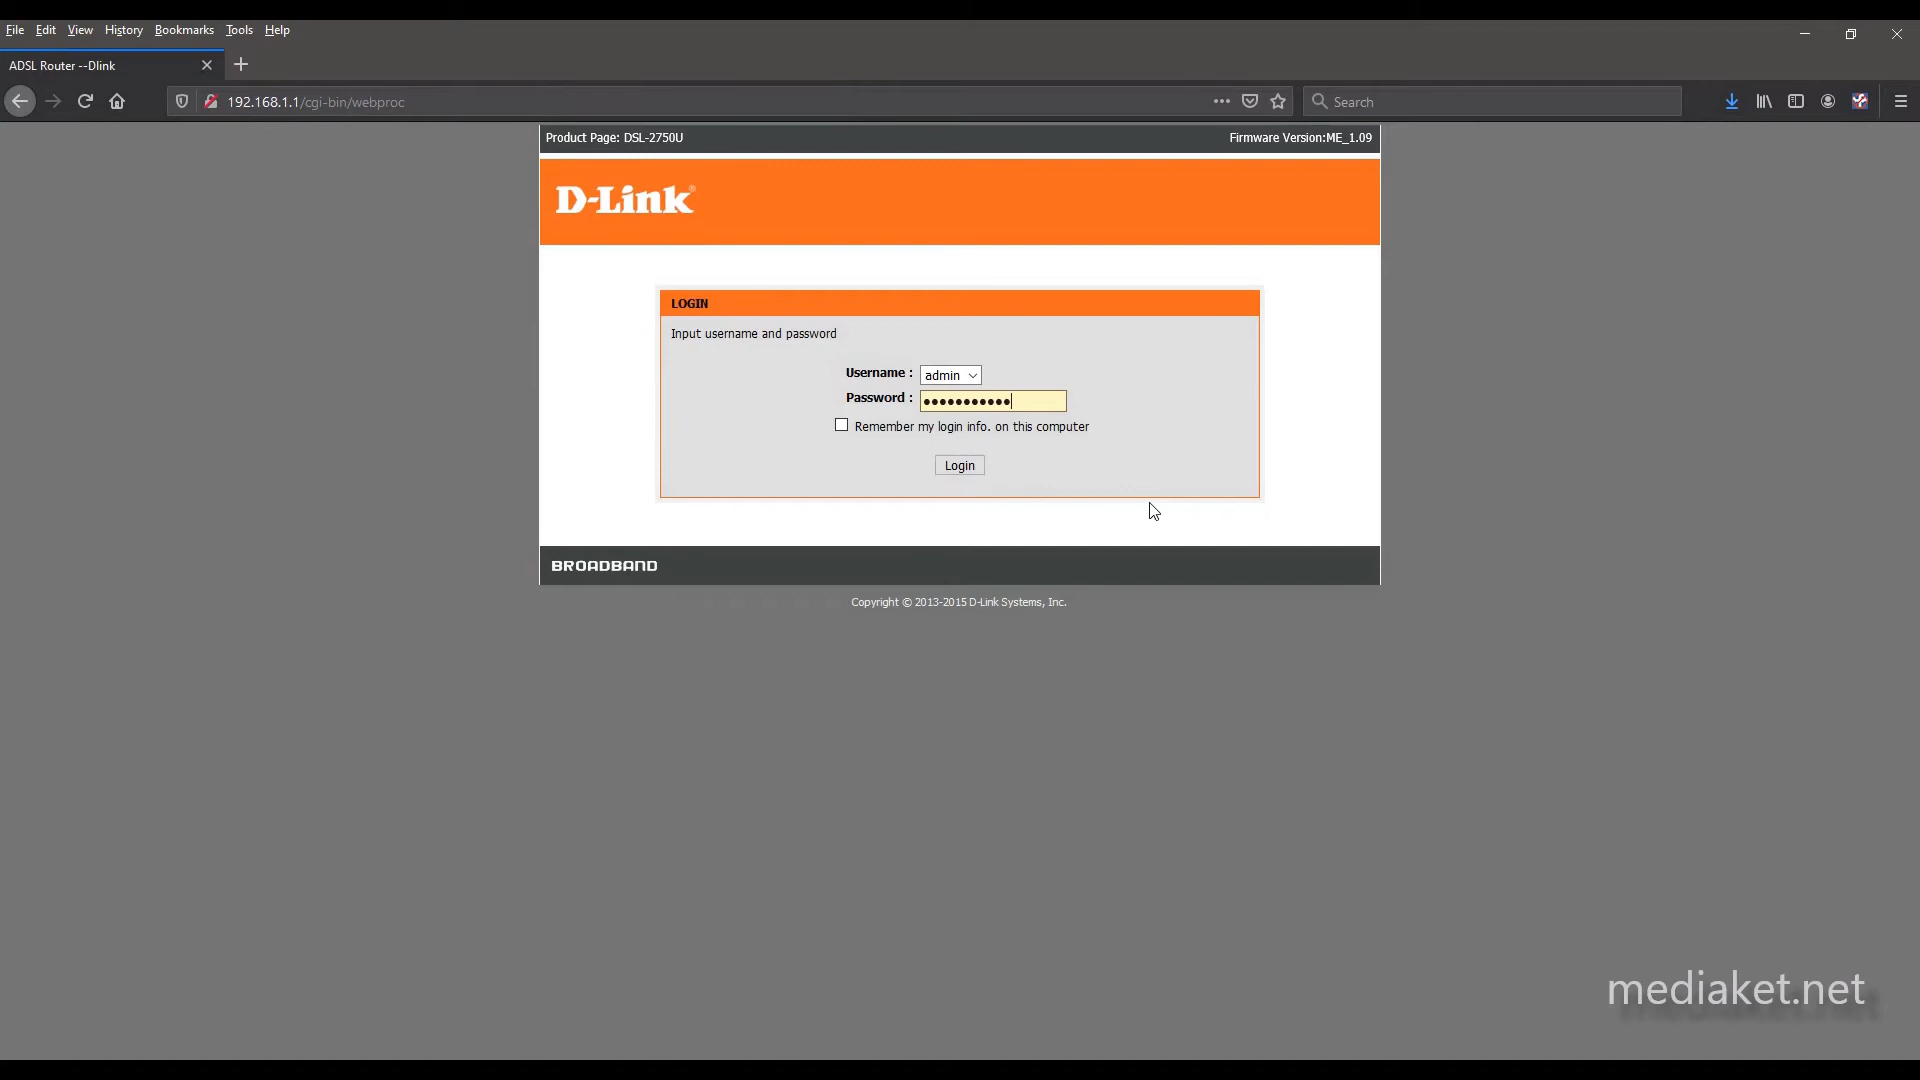 File Edit View History Bookmarks Tools Help
ADSL Router --Dlink
192.168.1.1/cgi-bin/webproc
Search
Product Page: DSL-2750U
Firmware Version:ME_1.09
D-Link®
LOGIN
Input username and password
Username : admin
Password : •••••••••••
Remember my login info. on this computer
Login
BROADBAND
Copyright © 2013-2015 D-Link Systems, Inc.
mediaket.net